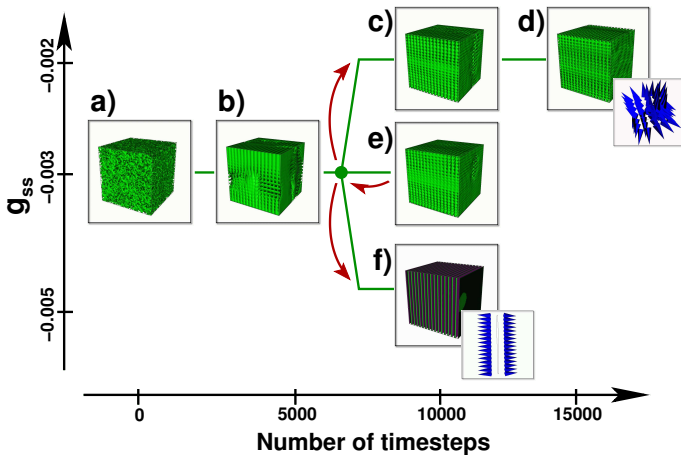 c)
d)
−0.002
a)
b)
e)
g_ss
−0.003
f)
−0.005
0
5000
10000
15000
Number of timesteps